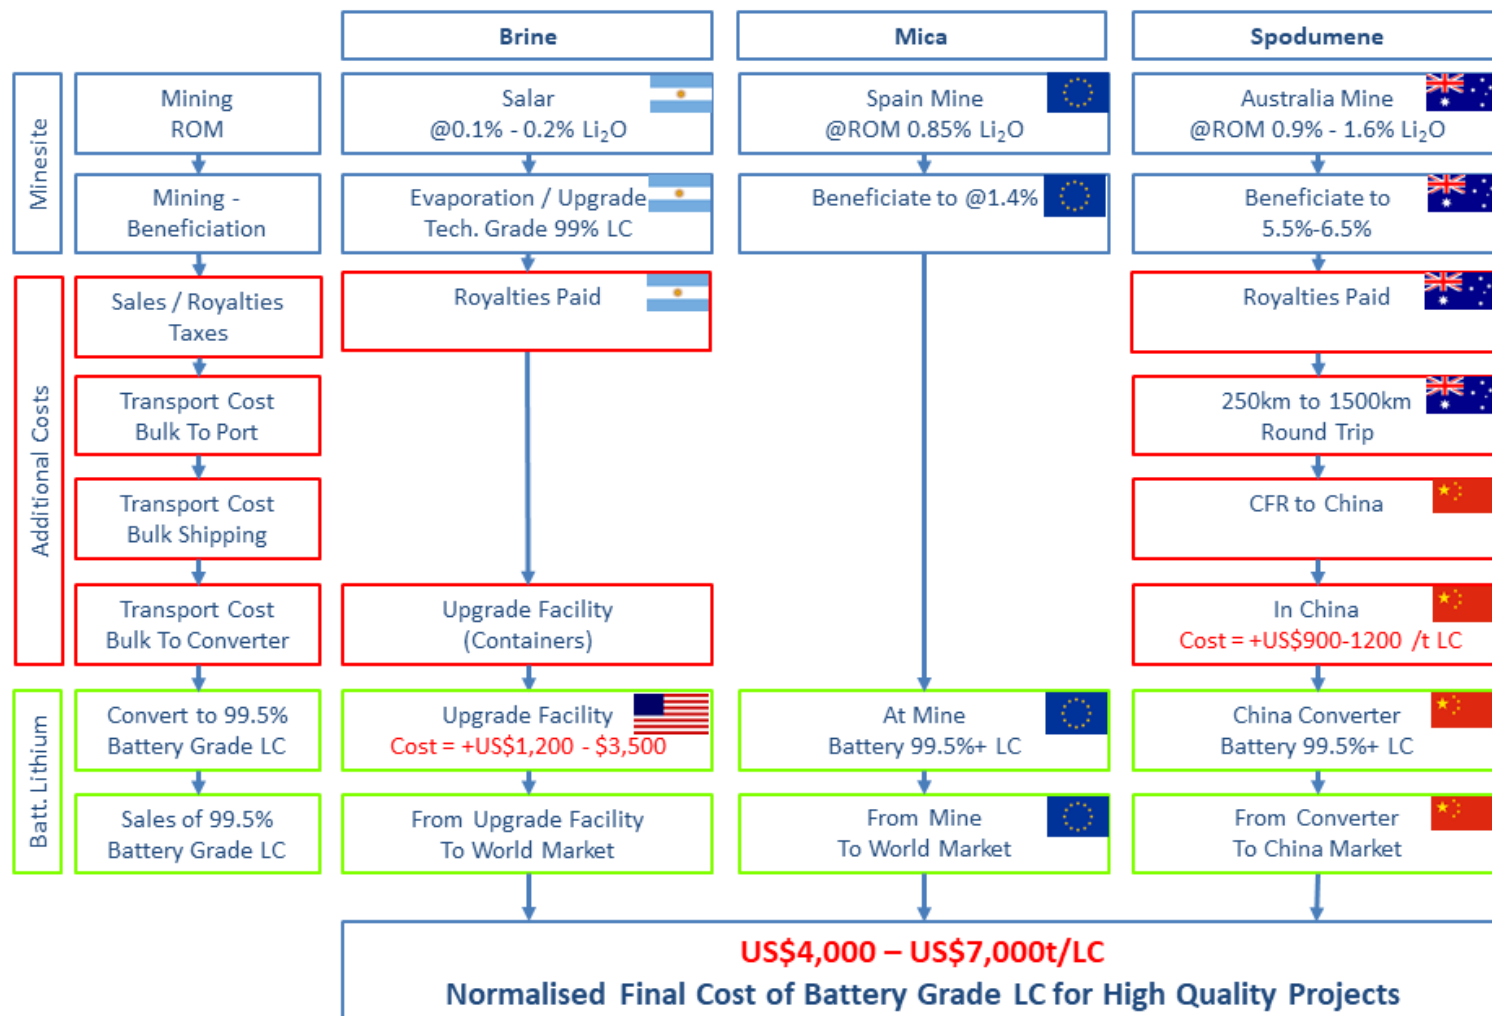 Brine
Mica
Spodumene
Minesite
Mining
ROM
Salar
@0.1% - 0.2% Li₂O
Spain Mine
@ROM 0.85% Li₂O
Australia Mine
@ROM 0.9% - 1.6% Li₂O
Mining -
Beneficiation
Evaporation / Upgrade
Tech. Grade 99% LC
Beneficiate to @1.4%
Beneficiate to
5.5%-6.5%
Additional Costs
Sales / Royalties
Taxes
Royalties Paid
Royalties Paid
Transport Cost
Bulk To Port
250km to 1500km
Round Trip
Transport Cost
Bulk Shipping
CFR to China
Transport Cost
Bulk To Converter
Upgrade Facility
(Containers)
In China
Cost = +US$900-1200 /t LC
Batt. Lithium
Convert to 99.5%
Battery Grade LC
Upgrade Facility
Cost = +US$1,200 - $3,500
At Mine
Battery 99.5%+ LC
China Converter
Battery 99.5%+ LC
Sales of 99.5%
Battery Grade LC
From Upgrade Facility
To World Market
From Mine
To World Market
From Converter
To China Market
US$4,000 – US$7,000t/LC
Normalised Final Cost of Battery Grade LC for High Quality Projects